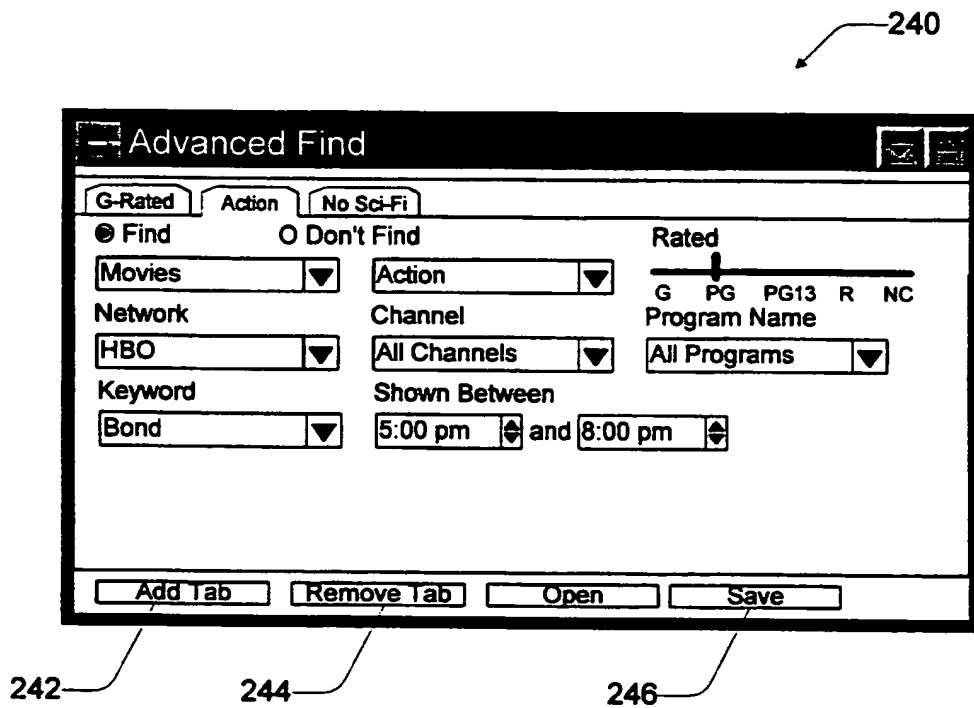 240
Advanced Find
G-Rated Action No Sci-Fi
Find Don't Find Rated
Movies Action
G PG PG13 R NC
Network Channel Program Name
HBO All Channels All Programs
Keyword Shown Between
Bond 5:00 pm and 8:00 pm
Add Tab Remove Tab Open Save
242 244 246